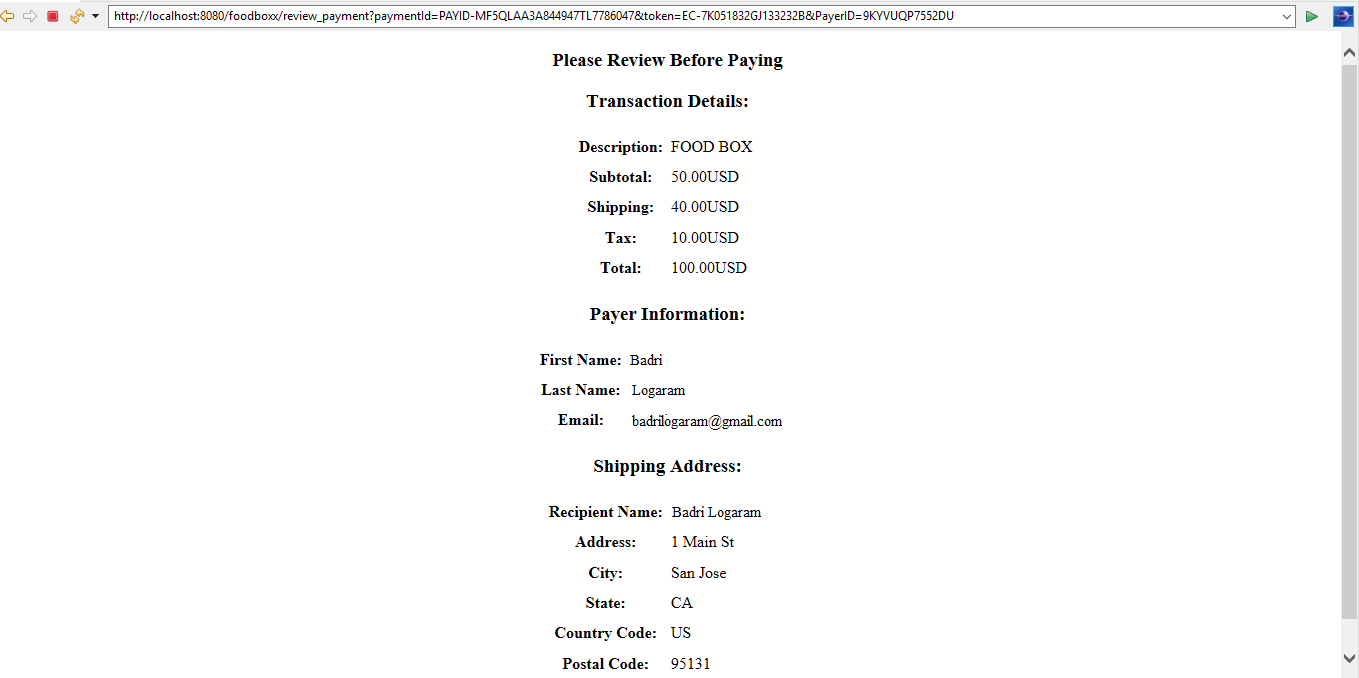 http://localhost:8080/foodboxx/review_payment?paymentId=PAYID-MF5QLAA3A844947TL7786047&token=EC-7K051832GJ133232B&PayerID=9KYVUQP7552DU
Please Review Before Paying
Transaction Details:
Description: FOOD BOX
Subtotal: 50.00USD
Shipping: 40.00USD
Tax: 10.00USD
Total: 100.00USD
Payer Information:
First Name: Badri
Last Name: Logaram
Email: badrilogaram@gmail.com
Shipping Address:
Recipient Name: Badri Logaram
Address: 1 Main St
City: San Jose
State: CA
Country Code: US
Postal Code: 95131